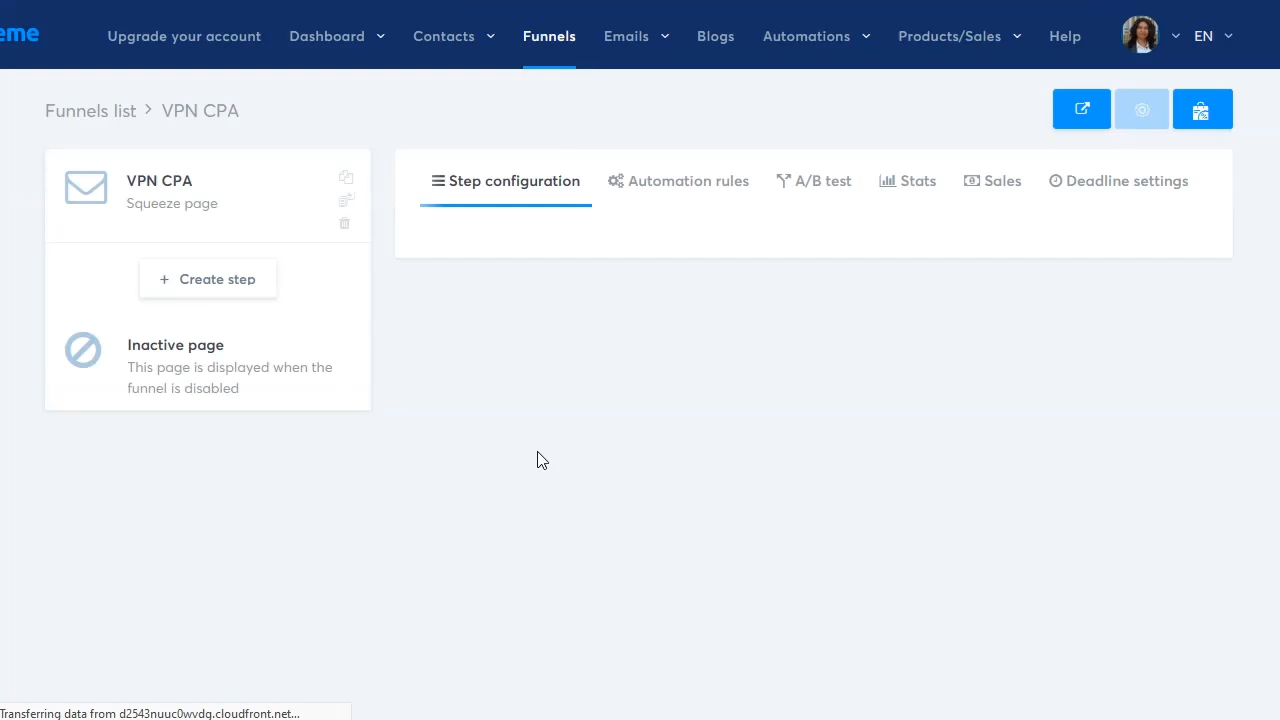 eme
Upgrade your account
Dashboard
Contacts
Funnels
Emails
Blogs
Automations
Products/Sales
Help
EN
Funnels list > VPN CPA
VPN CPA
Squeeze page
+ Create step
Inactive page
This page is displayed when the
funnel is disabled
Step configuration
Automation rules
A/B test
Stats
Sales
Deadline settings
Transferring data from d2543nuuc0wvdg.cloudfront.net...